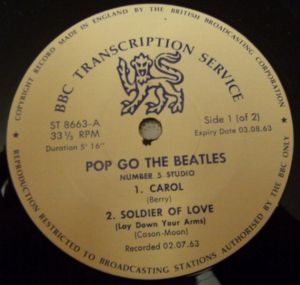 COPYRIGHT RECORD MADE IN ENGLAND BY THE BRITISH BROADCASTING CORPORATION
BBC TRANSCRIPTION SERVICE
ST 8663-A
33⅓ RPM
Duration 5' 16"
Side 1 (of 2)
Expiry Date 03.08.63
POP GO THE BEATLES
NUMBER 5 STUDIO
1. CAROL
(Berry)
2. SOLDIER OF LOVE
(Lay Down Your Arms)
(Cason-Moon)
Recorded 02.07.63
REPRODUCTION RESTRICTED TO BROADCASTING STATIONS AUTHORISED BY THE BBC ONLY